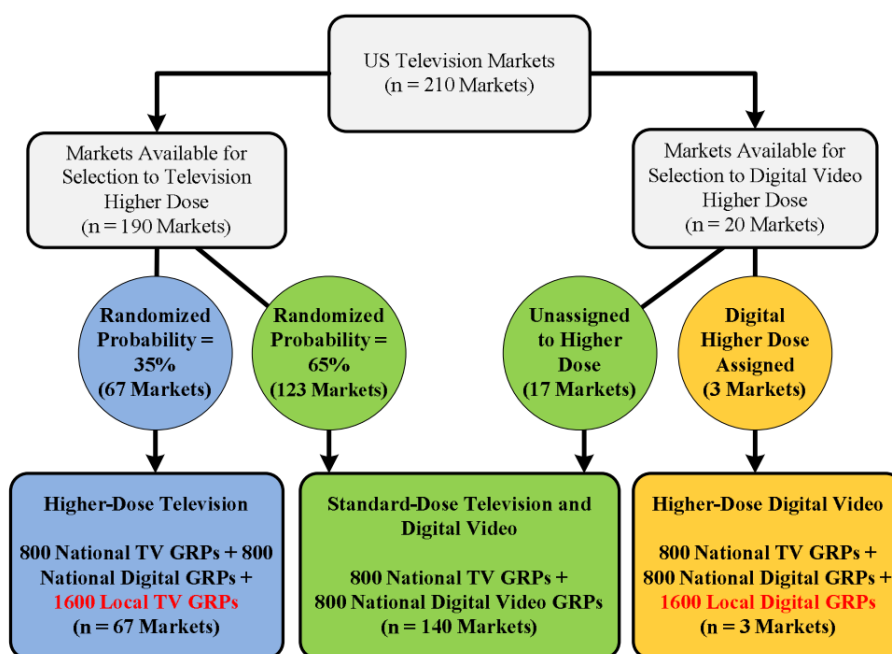 US Television Markets
(n = 210 Markets)
Markets Available for
Selection to Television
Higher Dose
(n = 190 Markets)
Markets Available for
Selection to Digital Video
Higher Dose
(n = 20 Markets)
Randomized
Probability =
35%
(67 Markets)
Randomized
Probability =
65%
(123 Markets)
Unassigned
to Higher
Dose
(17 Markets)
Digital
Higher Dose
Assigned
(3 Markets)
Higher-Dose Television
800 National TV GRPs + 800
National Digital GRPs +
1600 Local TV GRPs
(n = 67 Markets)
Standard-Dose Television and
Digital Video
800 National TV GRPs +
800 National Digital Video GRPs
(n = 140 Markets)
Higher-Dose Digital Video
800 National TV GRPs +
800 National Digital GRPs +
1600 Local Digital GRPs
(n = 3 Markets)